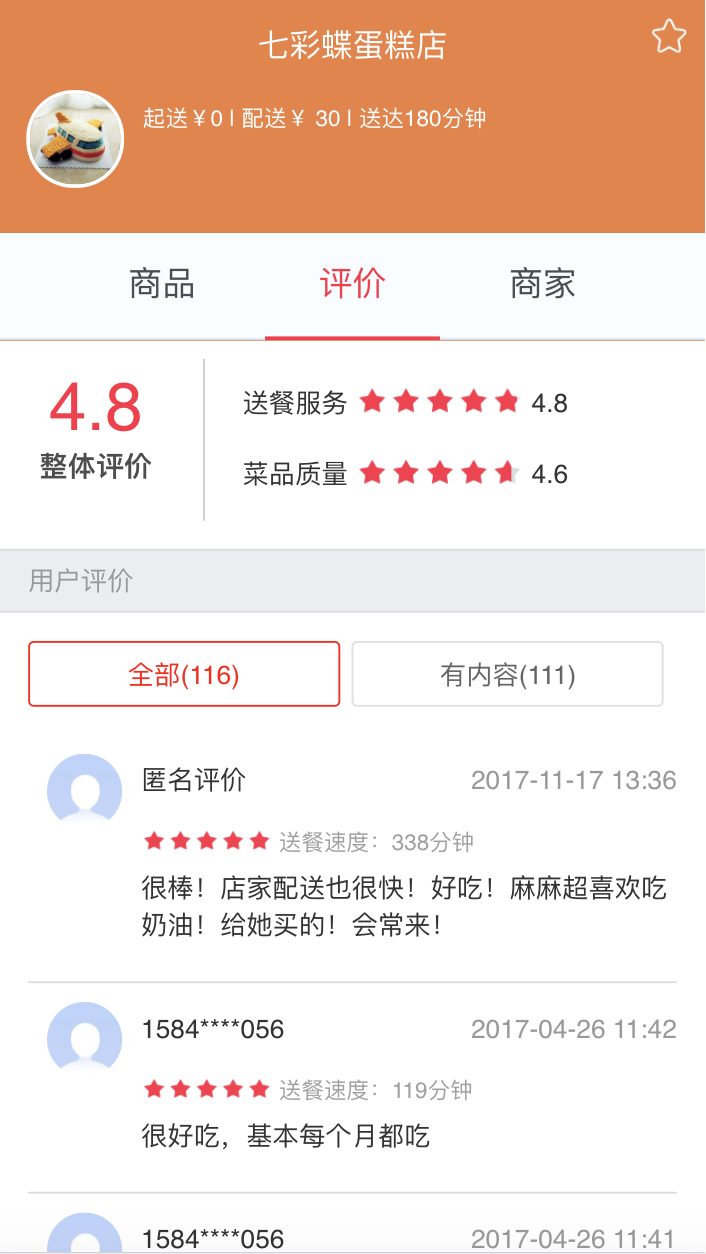 七彩蝶蛋糕店
起送￥0 | 配送￥ 30 | 送达180分钟
商品 评价 商家
4.8
整体评价
送餐服务 4.8
菜品质量 4.6
用户评价
全部(116) 有内容(111)
匿名评价 2017-11-17 13:36
送餐速度：338分钟
很棒！店家配送也很快！好吃！麻麻超喜欢吃
奶油！给她买的！会常来！
1584****056 2017-04-26 11:42
送餐速度：119分钟
很好吃，基本每个月都吃
1584****056 2017-04-26 11:41